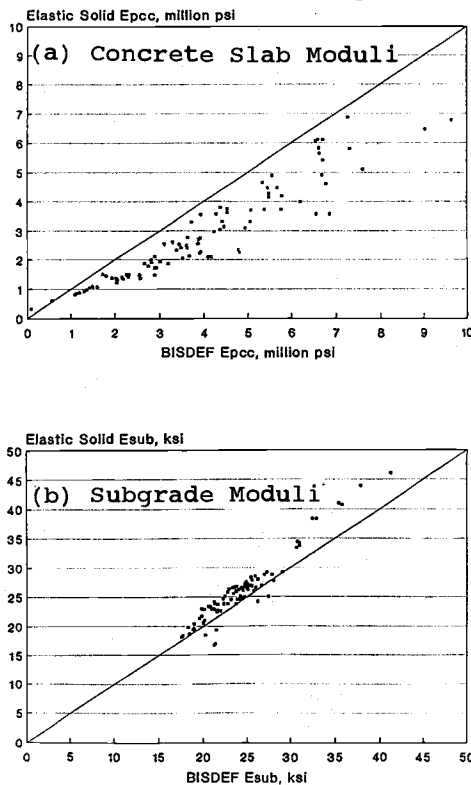 Elastic Solid Epcc, million psi
10
(a) Concrete Slab Moduli
9
8
7
6
5
4
3
2
1
0
0 1 2 3 4 5 6 7 8 9 10
BISDEF Epcc, million psi
Elastic Solid Esub, ksi
50
45
(b) Subgrade Moduli
40
35
30
25
20
15
10
5
0
0 5 10 15 20 25 30 35 40 45 50
BISDEF Esub, ksi